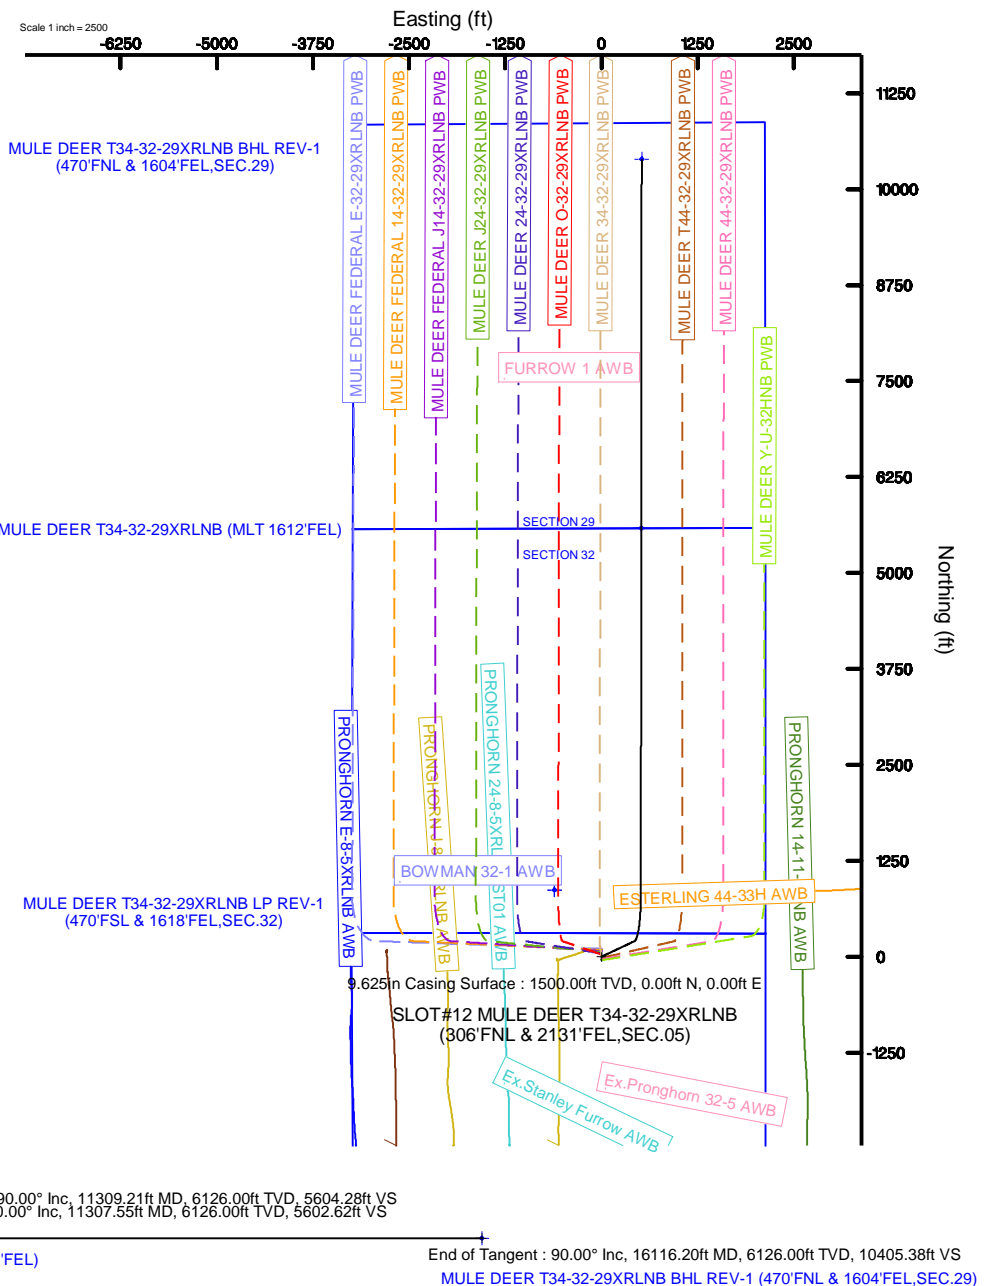 Easting (ft)
Scale 1 inch = 2500
-6250 -5000 -3750 -2500 -1250 0 1250 2500
MULE DEER T34-32-29XRLNB BHL REV-1
(470'FNL & 1604'FEL,SEC.29)
MULE DEER FEDERAL E-32-29XRLNB PWB
MULE DEER FEDERAL 14-32-29XRLNB PWB
MULE DEER FEDERAL J14-32-29XRLNB PWB
MULE DEER J24-32-29XRLNB PWB
MULE DEER 24-32-29XRLNB PWB
MULE DEER O-32-29XRLNB PWB
MULE DEER 34-32-29XRLNB PWB
MULE DEER T44-32-29XRLNB PWB
MULE DEER 44-32-29XRLNB PWB
MULE DEER Y-U-32HNB PWB
11250
10000
8750
7500
6250
5000
3750
2500
1250
0
-1250
Northing (ft)
FURROW 1 AWB
MULE DEER T34-32-29XRLNB (MLT 1612'FEL)
SECTION 29
SECTION 32
PRONGHORN E-8-5XRLNB AWB
BOWMAN 32-1 AWB
ESTERLING 44-33H AWB
MULE DEER T34-32-29XRLNB LP REV-1
(470'FSL & 1618'FEL,SEC.32)
9.625in Casing Surface : 1500.00ft TVD, 0.00ft N, 0.00ft E
SLOT#12 MULE DEER T34-32-29XRLNB
(306'FNL & 2131'FEL,SEC.05)
Ex.Stanley Furrow AWB
Ex.Pronghorn 32-5 AWB
90.00° Inc, 11309.21ft MD, 6126.00ft TVD, 5604.28ft VS
0.00° Inc, 11307.55ft MD, 6126.00ft TVD, 5602.62ft VS
'FEL)
End of Tangent : 90.00° Inc, 16116.20ft MD, 6126.00ft TVD, 10405.38ft VS
MULE DEER T34-32-29XRLNB BHL REV-1 (470'FNL & 1604'FEL,SEC.29)